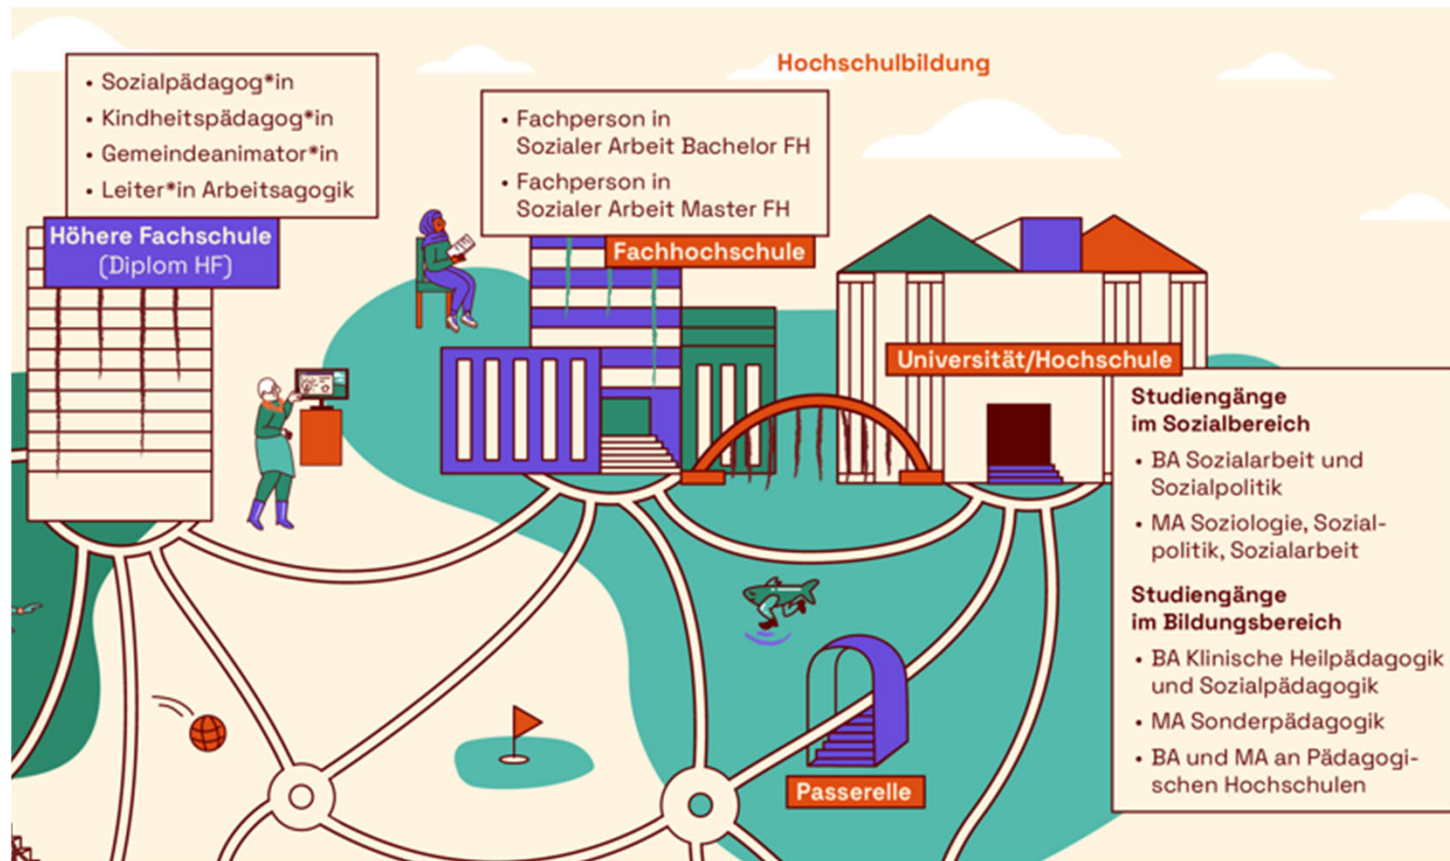 • Sozialpädagog*in
• Kindheitspädagog*in
• Gemeindeanimator*in
• Leiter*in Arbeitsagogik
Höhere Fachschule
(Diplom HF)
Hochschulbildung
• Fachperson in
Sozialer Arbeit Bachelor FH
• Fachperson in
Sozialer Arbeit Master FH
Fachhochschule
Universität/Hochschule
Studiengänge
im Sozialbereich
• BA Sozialarbeit und
Sozialpolitik
• MA Soziologie, Sozial-
politik, Sozialarbeit
Studiengänge
im Bildungsbereich
• BA Klinische Heilpädagogik
und Sozialpädagogik
• MA Sonderpädagogik
• BA und MA an Pädagogi-
schen Hochschulen
Passerelle